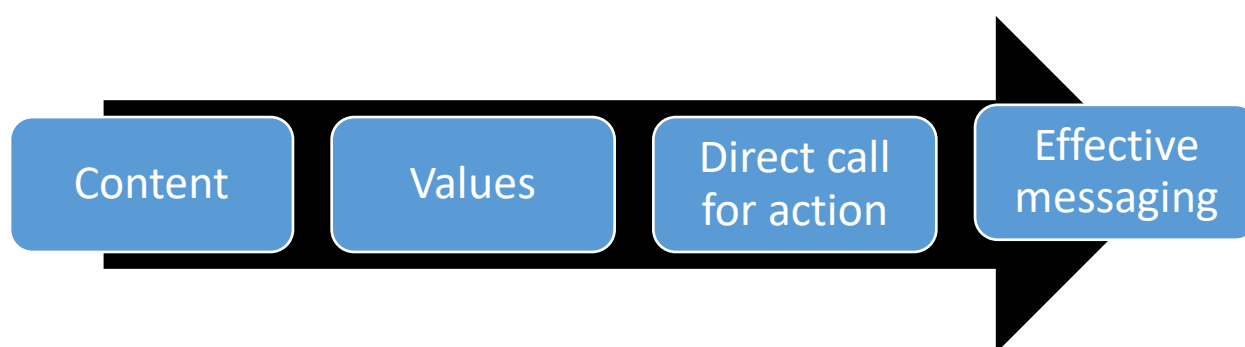 Content
Values
Direct call
for action
Effective
messaging